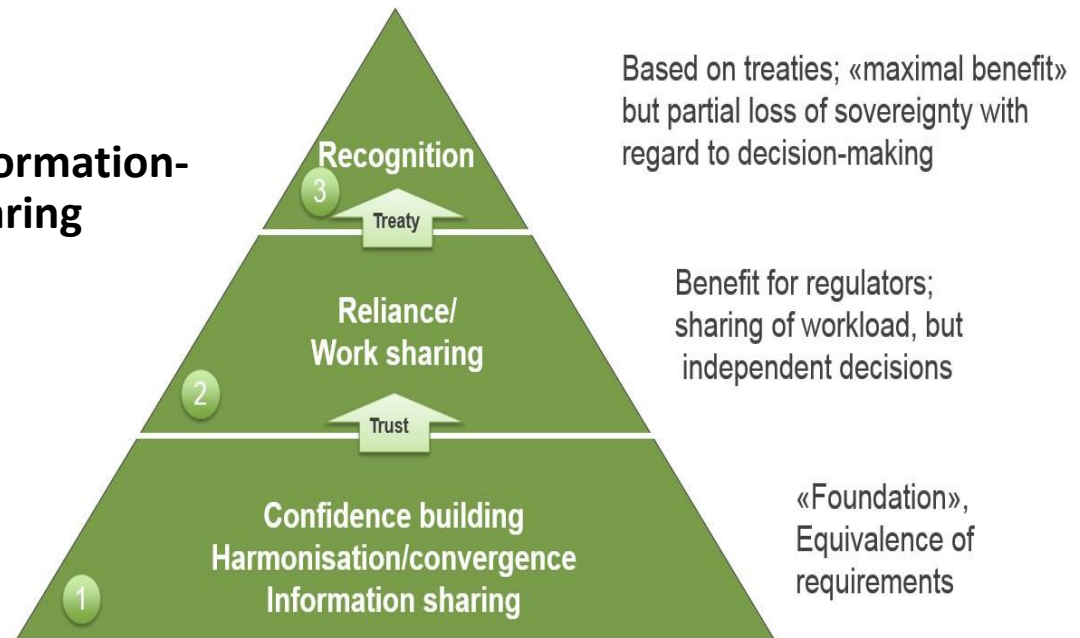 ormation-
aring
Recognition
3
Treaty
Based on treaties; «maximal benefit»
but partial loss of sovereignty with
regard to decision-making
Reliance/
Work sharing
2
Trust
Benefit for regulators;
sharing of workload, but
independent decisions
Confidence building
Harmonisation/convergence
Information sharing
1
«Foundation»,
Equivalence of
requirements